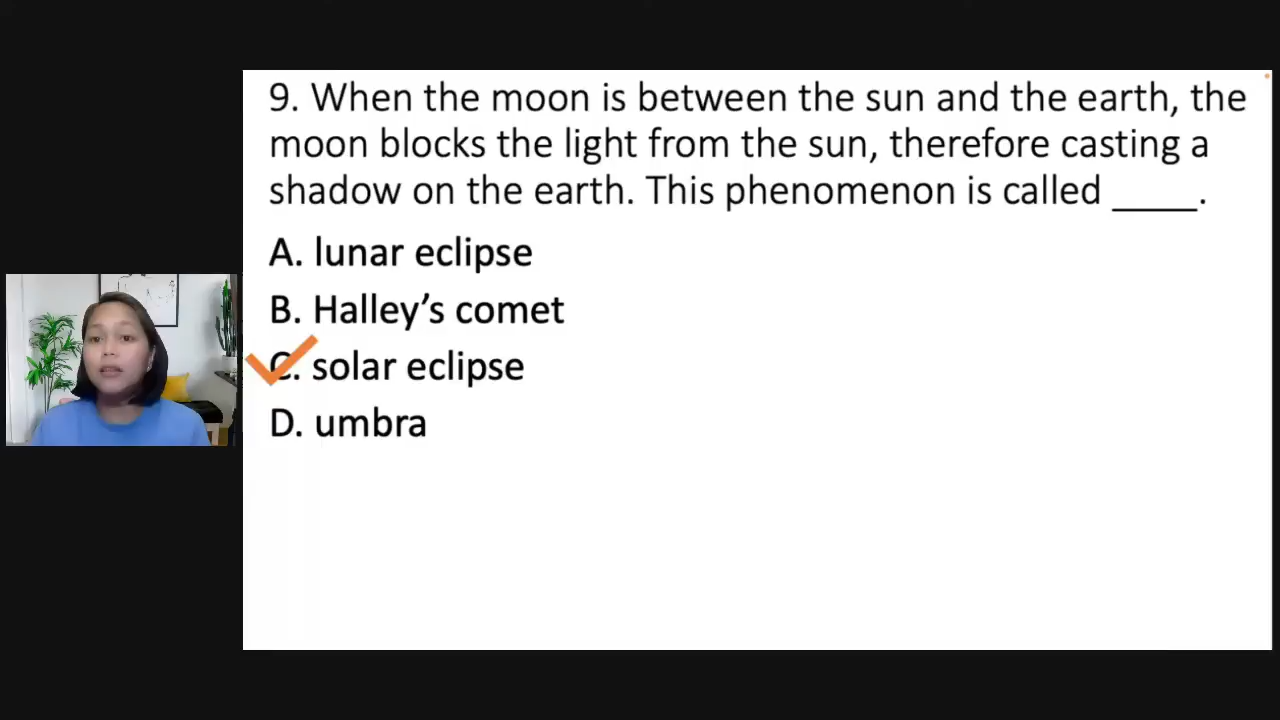 9. When the moon is between the sun and the earth, the
moon blocks the light from the sun, therefore casting a
shadow on the earth. This phenomenon is called ____.
A. lunar eclipse
B. Halley’s comet
C. solar eclipse
D. umbra